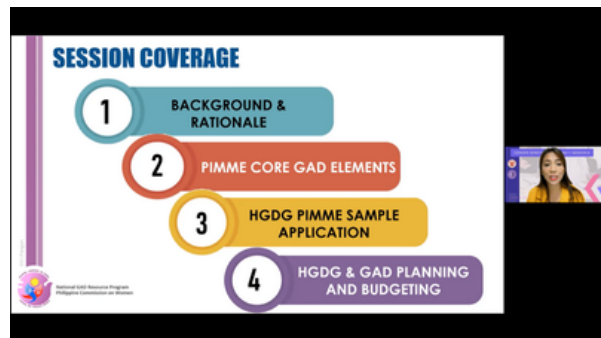 SESSION COVERAGE
1
BACKGROUND &
RATIONALE
2
PIMME CORE GAD ELEMENTS
3
HGDG PIMME SAMPLE
APPLICATION
4
HGDG & GAD PLANNING
AND BUDGETING
National GAD Resource Program
Philippine Commission on Women